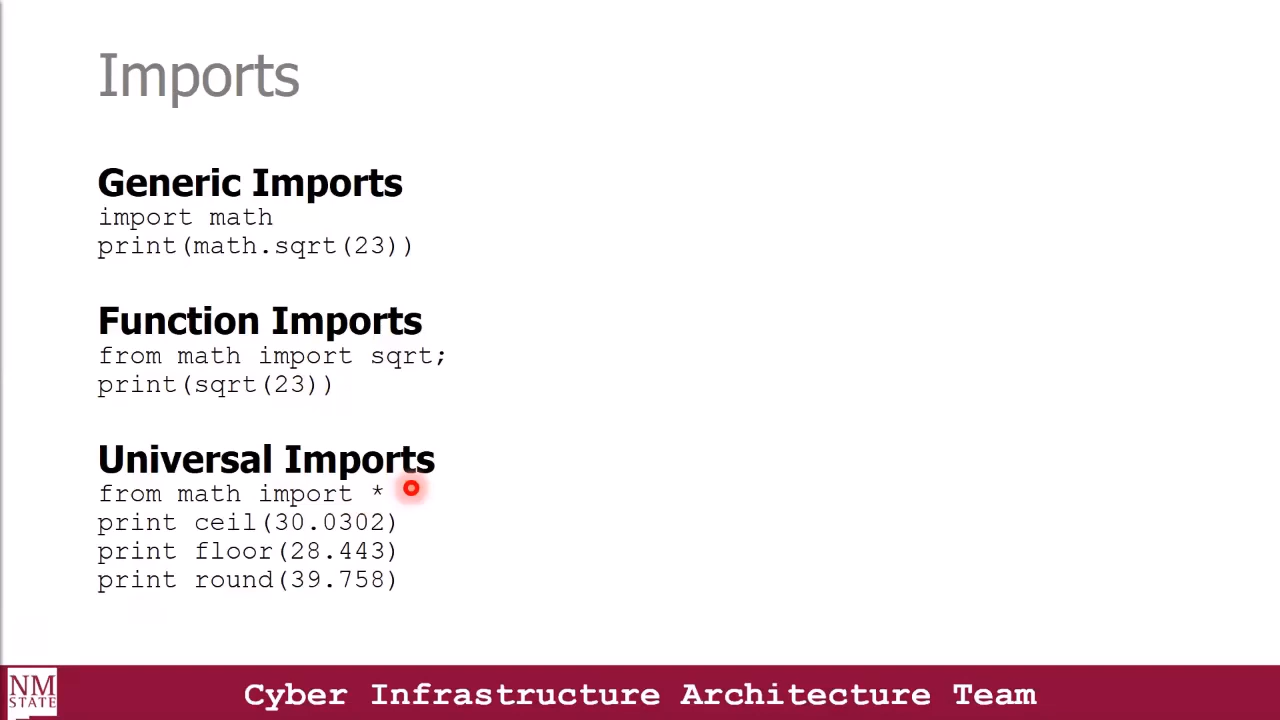 Imports
Generic Imports
import math
print(math.sqrt(23))
Function Imports
from math import sqrt;
print(sqrt(23))
Universal Imports
from math import *
print ceil(30.0302)
print floor(28.443)
print round(39.758)
NM
STATE
Cyber Infrastructure Architecture Team